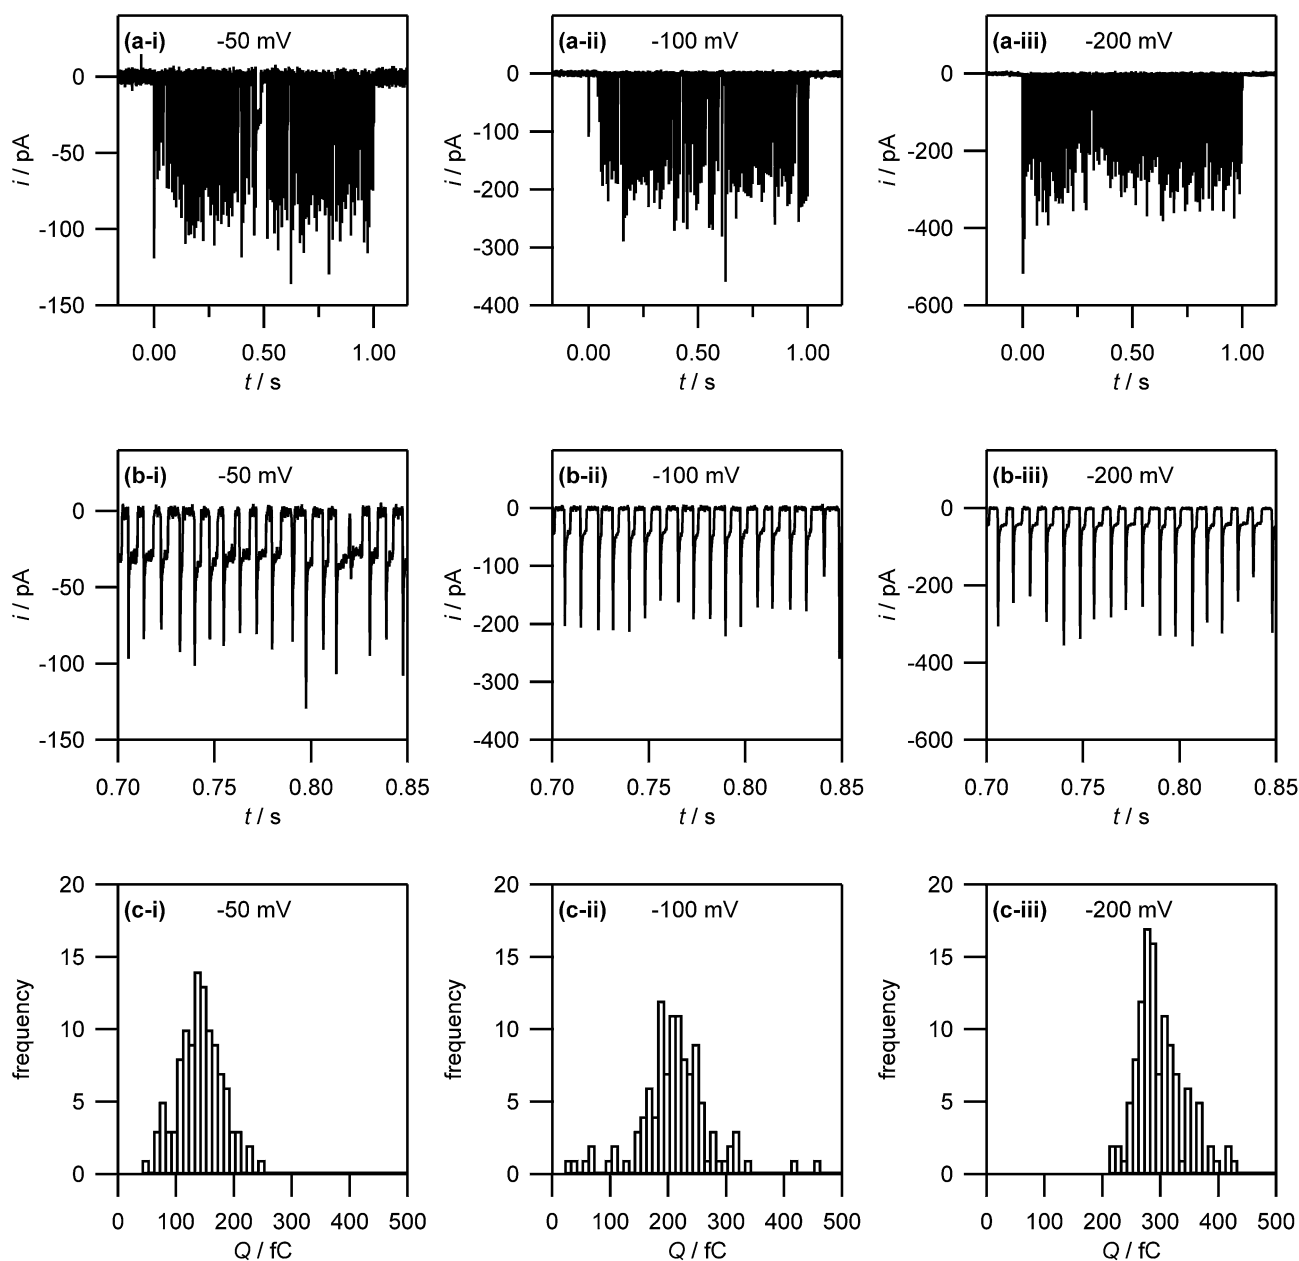 (a-i) -50 mV
0
-50
-100
-150
i / pA
0.00 0.50 1.00
t / s
(a-ii) -100 mV
0
-100
-200
-300
-400
i / pA
0.00 0.50 1.00
t / s
(a-iii) -200 mV
0
-200
-400
-600
i / pA
0.00 0.50 1.00
t / s
(b-i) -50 mV
0
-50
-100
-150
i / pA
0.70 0.75 0.80 0.85
t / s
(b-ii) -100 mV
0
-100
-200
-300
-400
i / pA
0.70 0.75 0.80 0.85
t / s
(b-iii) -200 mV
0
-200
-400
-600
i / pA
0.70 0.75 0.80 0.85
t / s
(c-i) -50 mV
20
15
10
5
0
frequency
0 100 200 300 400 500
Q / fC
(c-ii) -100 mV
20
15
10
5
0
frequency
0 100 200 300 400 500
Q / fC
(c-iii) -200 mV
20
15
10
5
0
frequency
0 100 200 300 400 500
Q / fC